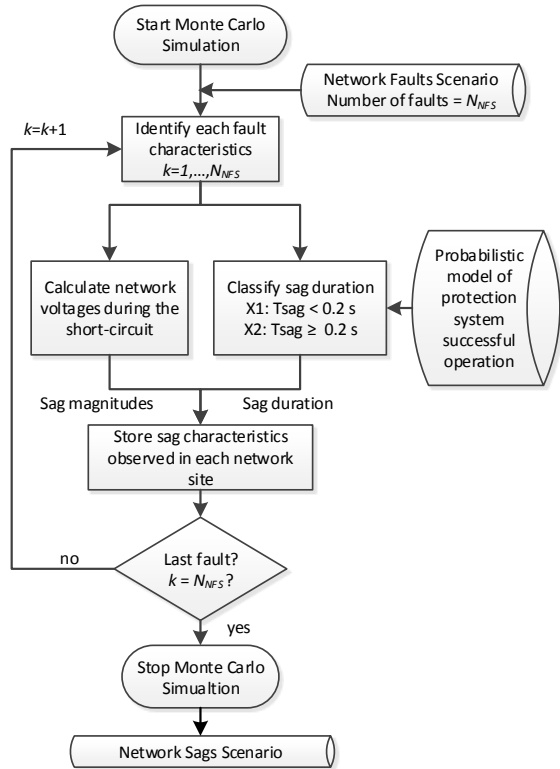 Start Monte Carlo
Simulation
Network Faults Scenario
Number of faults = N_NFS
k=k+1
Identify each fault
characteristics
k=1,...,N_NFS
Calculate network
voltages during the
short-circuit
Classify sag duration
X1: Tsag < 0.2 s
X2: Tsag ≥ 0.2 s
Probabilistic
model of
protection
system
successful
operation
Sag magnitudes
Sag duration
Store sag characteristics
observed in each network
site
Last fault?
k = N_NFS?
no
yes
Stop Monte Carlo
Simualtion
Network Sags Scenario